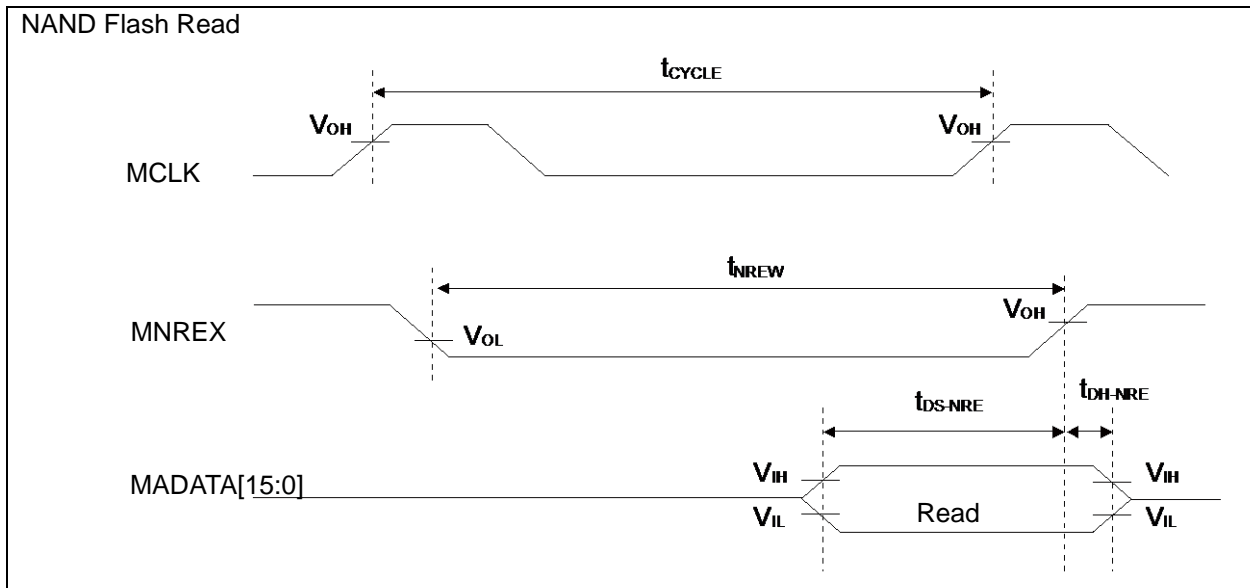 NAND Flash Read
tCYCLE
VOH
VOH
MCLK
tNREW
VOH
MNREX
VOL
tDS-NRE
tDH-NRE
VIH
VIH
MADATA[15:0]
VIL
Read
VIL